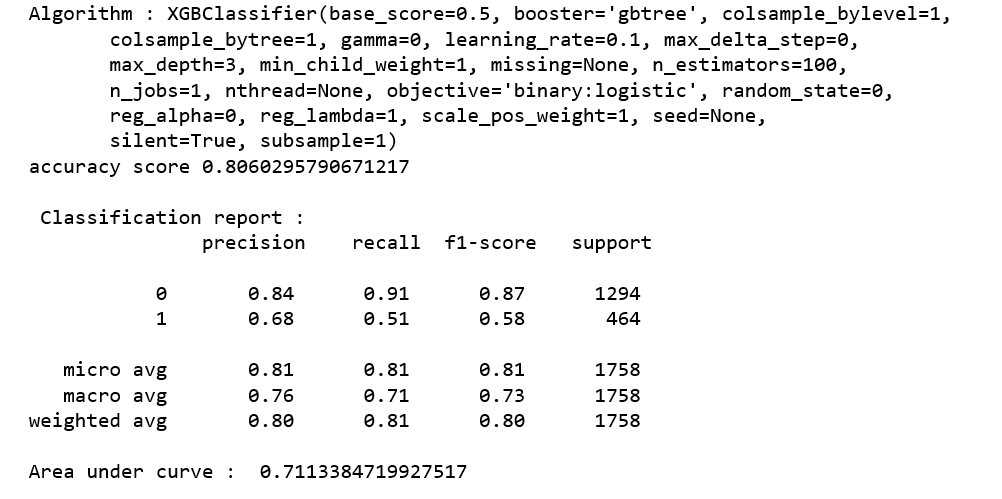 Algorithm : XGBClassifier(base_score=0.5, booster='gbtree', colsample_bylevel=1,
colsample_bytree=1, gamma=0, learning_rate=0.1, max_delta_step=0,
max_depth=3, min_child_weight=1, missing=None, n_estimators=100,
n_jobs=1, nthread=None, objective='binary:logistic', random_state=0,
reg_alpha=0, reg_lambda=1, scale_pos_weight=1, seed=None,
silent=True, subsample=1)
accuracy score 0.8060295790671217
Classification report :
precision recall f1-score support
0 0.84 0.91 0.87 1294
1 0.68 0.51 0.58 464
micro avg 0.81 0.81 0.81 1758
macro avg 0.76 0.71 0.73 1758
weighted avg 0.80 0.81 0.80 1758
Area under curve : 0.7113384719927517